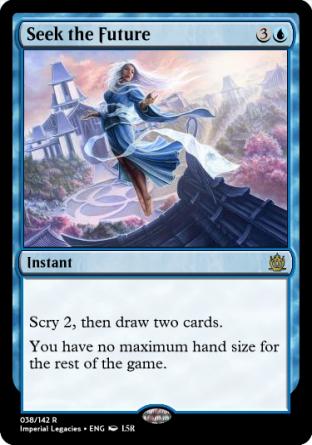 Seek the Future 3
Instant
Scry 2, then draw two cards.
You have no maximum hand size for
the rest of the game.
038/142 R
Imperial Legacies • ENG LSR